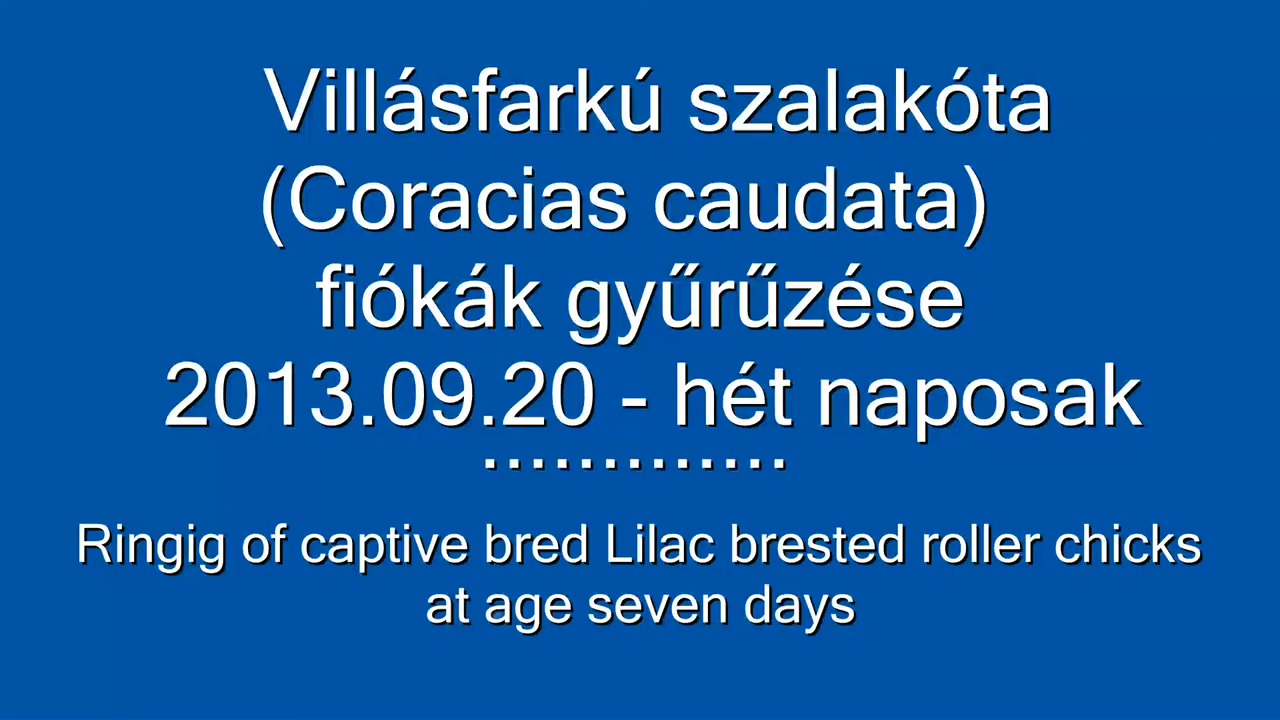 Villásfarkú szalakóta
(Coracias caudata)
fiókák gyűrűzése
2013.09.20 - hét naposak
.............
Ringig of captive bred Lilac brested roller chicks
at age seven days